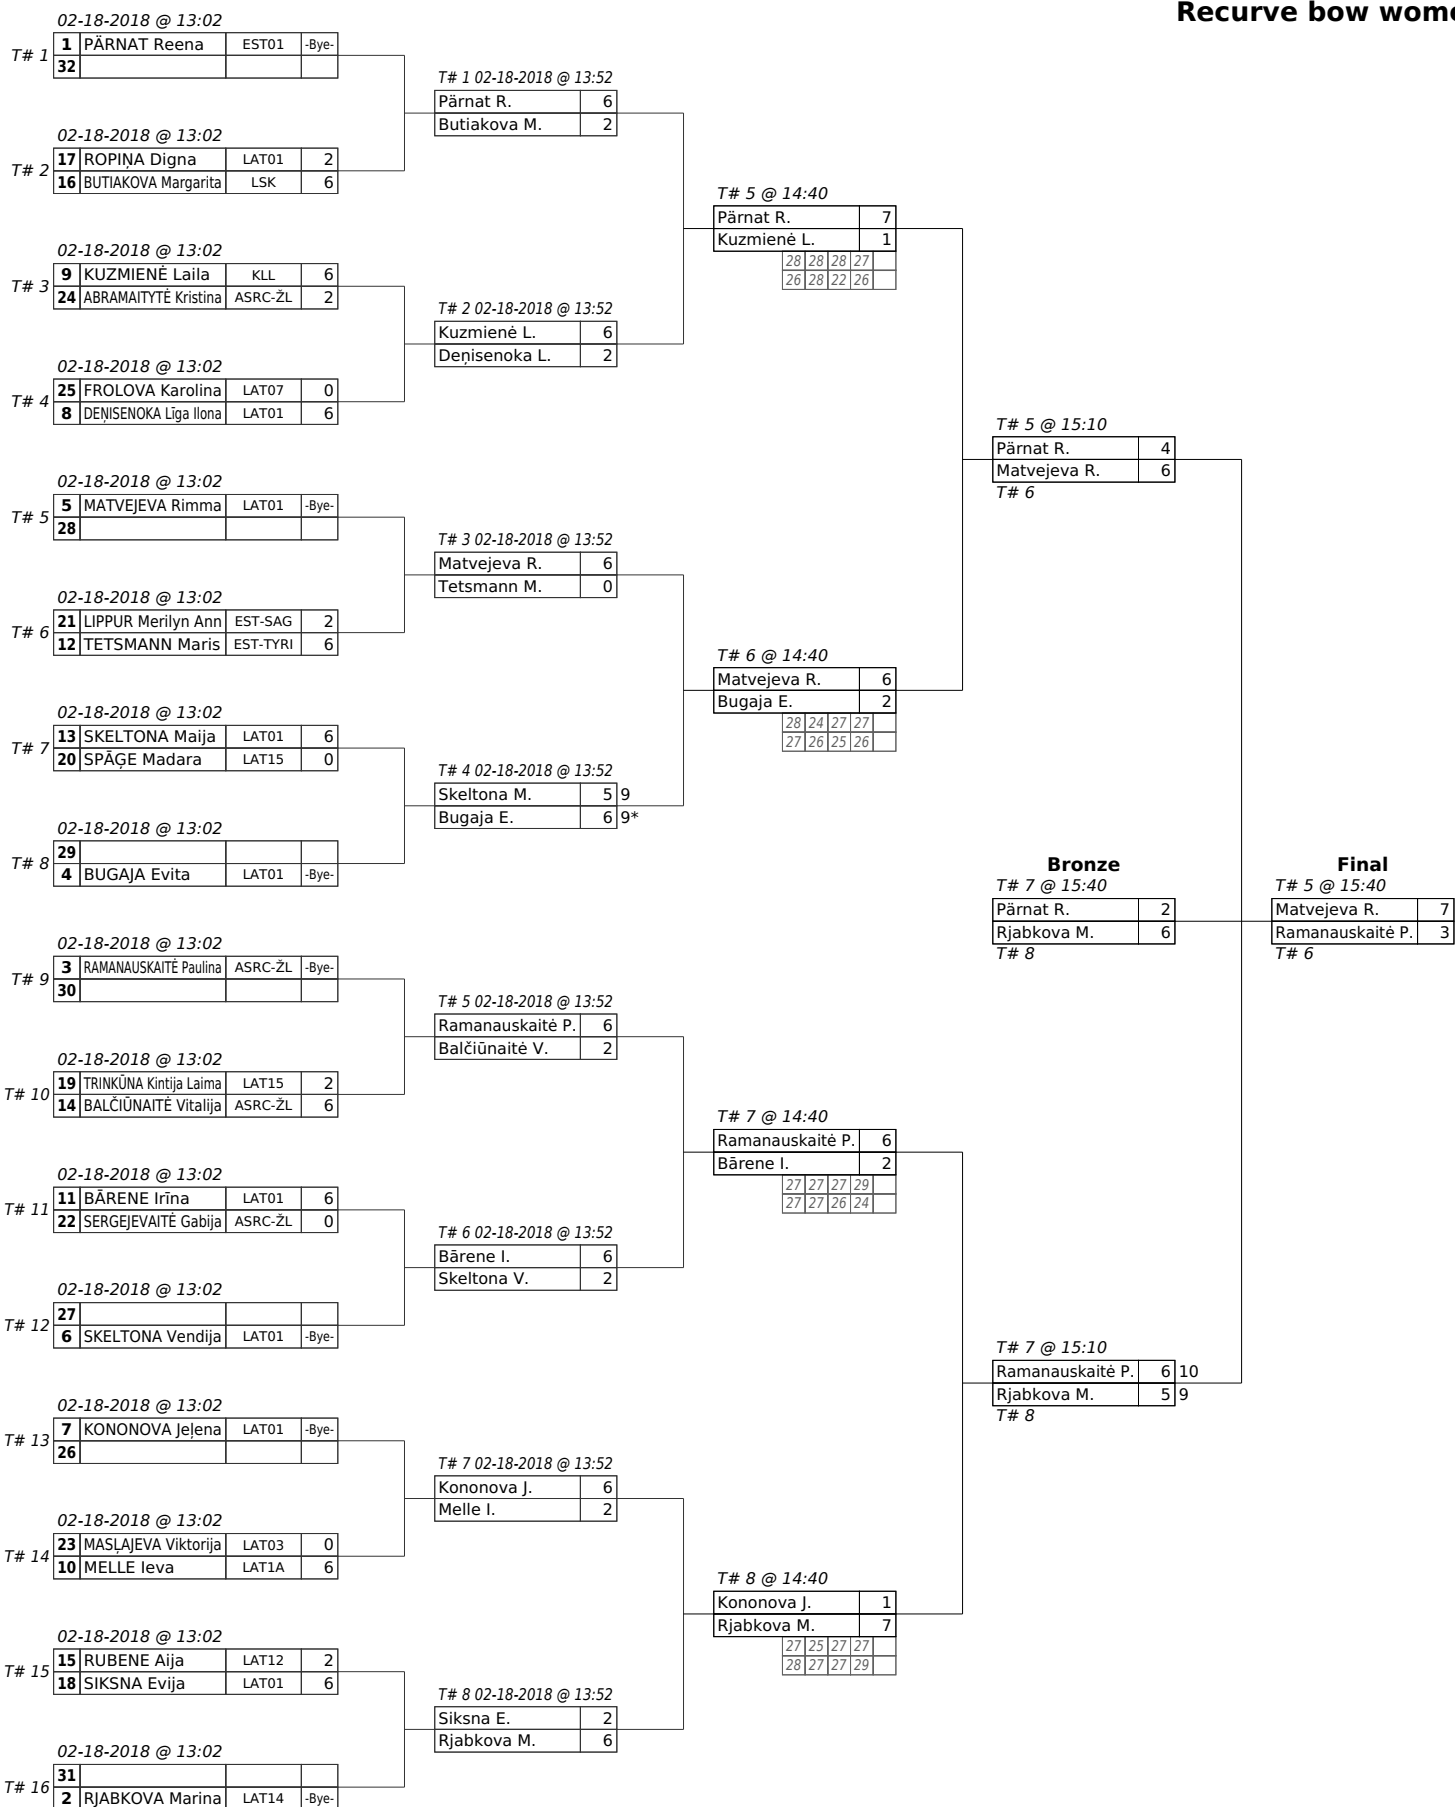 Recurve bow wome
02-18-2018 @ 13:02
T# 1
1 PÄRNAT Reena EST01 -Bye-
32
02-18-2018 @ 13:02
T# 2
17 ROPIŅA Digna LAT01 2
16 BUTIAKOVA Margarita LSK 6
02-18-2018 @ 13:02
T# 3
9 KUZMIENĖ Laila KLL 6
24 ABRAMAITYTĖ Kristina ASRC-ŽL 2
02-18-2018 @ 13:02
T# 4
25 FROLOVA Karolina LAT07 0
8 DEŅISENOKA Līga Ilona LAT01 6
02-18-2018 @ 13:02
T# 5
5 MATVEJEVA Rimma LAT01 -Bye-
28
02-18-2018 @ 13:02
T# 6
21 LIPPUR Merilyn Ann EST-SAG 2
12 TETSMANN Maris EST-TYRI 6
02-18-2018 @ 13:02
T# 7
13 SKELTONA Maija LAT01 6
20 SPĀĢE Madara LAT15 0
02-18-2018 @ 13:02
T# 8
29
4 BUGAJA Evita LAT01 -Bye-
02-18-2018 @ 13:02
T# 9
3 RAMANAUSKAITĖ Paulina ASRC-ŽL -Bye-
30
02-18-2018 @ 13:02
T# 10
19 TRINKŪNA Kintija Laima LAT15 2
14 BALČIŪNAITĖ Vitalija ASRC-ŽL 6
02-18-2018 @ 13:02
T# 11
11 BĀRENE Irīna LAT01 6
22 SERGEJEVAITĖ Gabija ASRC-ŽL 0
02-18-2018 @ 13:02
T# 12
27
6 SKELTONA Vendija LAT01 -Bye-
02-18-2018 @ 13:02
T# 13
7 KONONOVA Jeļena LAT01 -Bye-
26
02-18-2018 @ 13:02
T# 14
23 MASĻAJEVA Viktorija LAT03 0
10 MELLE Ieva LAT1A 6
02-18-2018 @ 13:02
T# 15
15 RUBENE Aija LAT12 2
18 SIKSNA Evija LAT01 6
02-18-2018 @ 13:02
T# 16
31
2 RJABKOVA Marina LAT14 -Bye-
T# 1 02-18-2018 @ 13:52
Pärnat R. 6
Butiakova M. 2
T# 2 02-18-2018 @ 13:52
Kuzmienė L. 6
Deņisenoka L. 2
T# 3 02-18-2018 @ 13:52
Matvejeva R. 6
Tetsmann M. 0
T# 4 02-18-2018 @ 13:52
Skeltona M. 5 9
Bugaja E. 6 9*
T# 5 02-18-2018 @ 13:52
Ramanauskaitė P. 6
Balčiūnaitė V. 2
T# 6 02-18-2018 @ 13:52
Bārene I. 6
Skeltona V. 2
T# 7 02-18-2018 @ 13:52
Kononova J. 6
Melle I. 2
T# 8 02-18-2018 @ 13:52
Siksna E. 2
Rjabkova M. 6
T# 5 @ 14:40
Pärnat R. 7
Kuzmienė L. 1
28 28 28 27
26 28 22 26
T# 6 @ 14:40
Matvejeva R. 6
Bugaja E. 2
28 24 27 27
27 26 25 26
T# 7 @ 14:40
Ramanauskaitė P. 6
Bārene I. 2
27 27 27 29
27 27 26 24
T# 8 @ 14:40
Kononova J. 1
Rjabkova M. 7
27 25 27 27
28 27 27 29
T# 5 @ 15:10
Pärnat R. 4
Matvejeva R. 6
T# 6
Bronze
T# 7 @ 15:40
Pärnat R. 2
Rjabkova M. 6
T# 8
T# 7 @ 15:10
Ramanauskaitė P. 6 10
Rjabkova M. 5 9
T# 8
Final
T# 5 @ 15:40
Matvejeva R. 7
Ramanauskaitė P. 3
T# 6